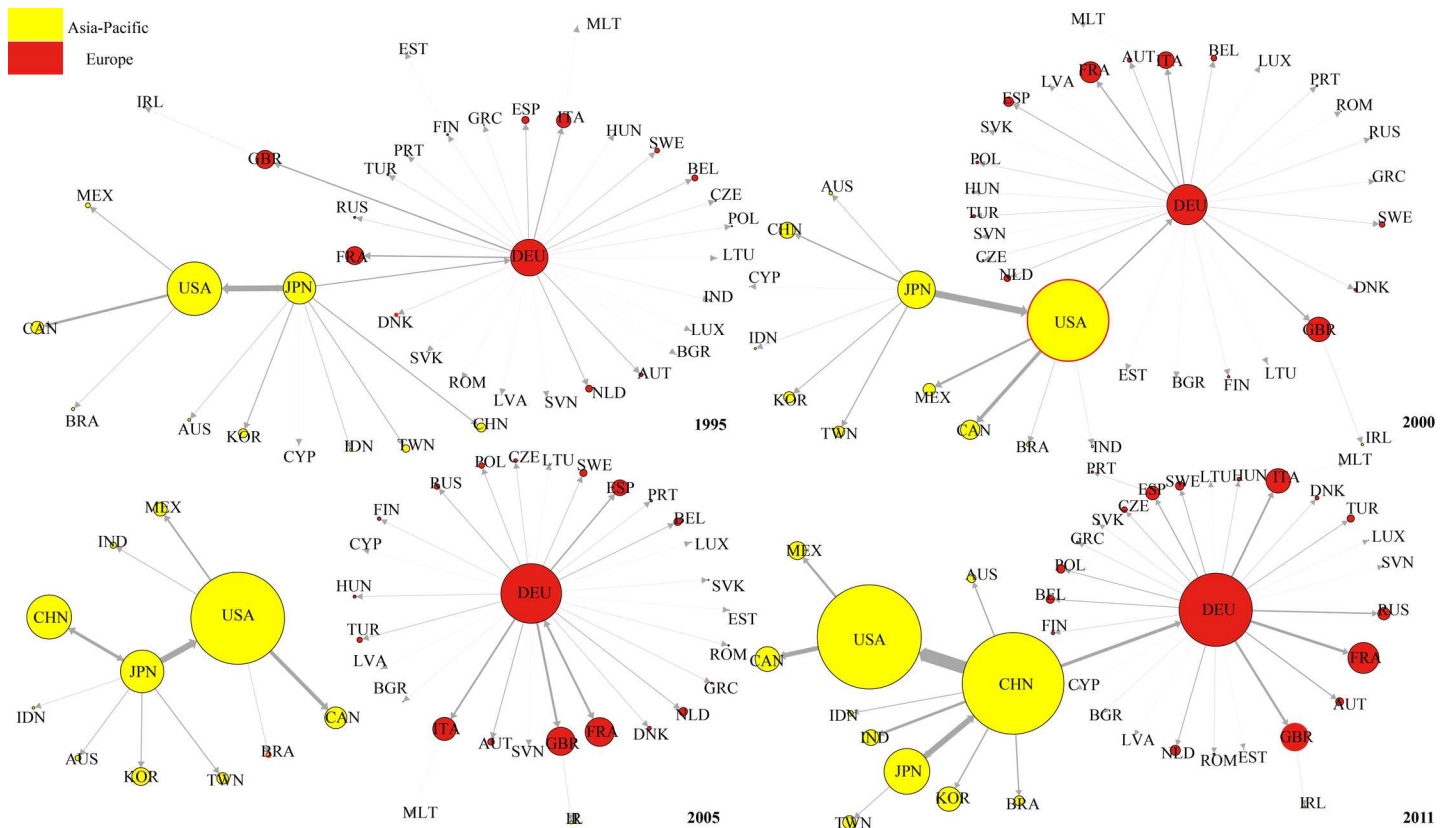 Asia-Pacific
Europe
MLT
EST
IRL
ESP
ITA
GRC
FIN
HUN
SWE
GBR
PRT
TUR
BEL
MEX
CZE
RUS
POL
FRA
DEU
LTU
USA
JPN
IND
CAN
DNK
LUX
SVK
BGR
ROM
AUT
LVA
SVN
NLD
BRA
AUS
KOR
CHN
CYP
IDN
TWN
1995
MLT
AUT
ITA
BEL
LUX
FRA
LVA
PRT
ESP
ROM
SVK
RUS
POL
GRC
AUS
HUN
DEU
TUR
SWE
CHN
SVN
CZE
NLD
CYP
JPN
DNK
USA
GBR
IDN
EST
BGR
FIN
LTU
KOR
MEX
TWN
CAN
BRA
IND
IRL
2000
POL
CZE
LTU
SWE
RUS
ESP
MEX
FIN
PRT
BEL
IND
CYP
LUX
HUN
DEU
SVK
CHN
USA
EST
TUR
JPN
LVA
ROM
BGR
GRC
IDN
CAN
NLD
ITA
AUT
SVN
GBR
FRA
DNK
AUS
BRA
KOR
TWN
MLT
2005
MLT
PRT
SWE
LTU
HUN
ITA
ESP
DNK
CZE
TUR
SVK
GRC
LUX
MEX
POL
SVN
AUS
BEL
DEU
RUS
FIN
USA
CAN
CHN
CYP
FRA
IDN
BGR
AUT
IND
LVA
GBR
NLD
ROM
EST
JPN
KOR
BRA
IRL
TWN
2011